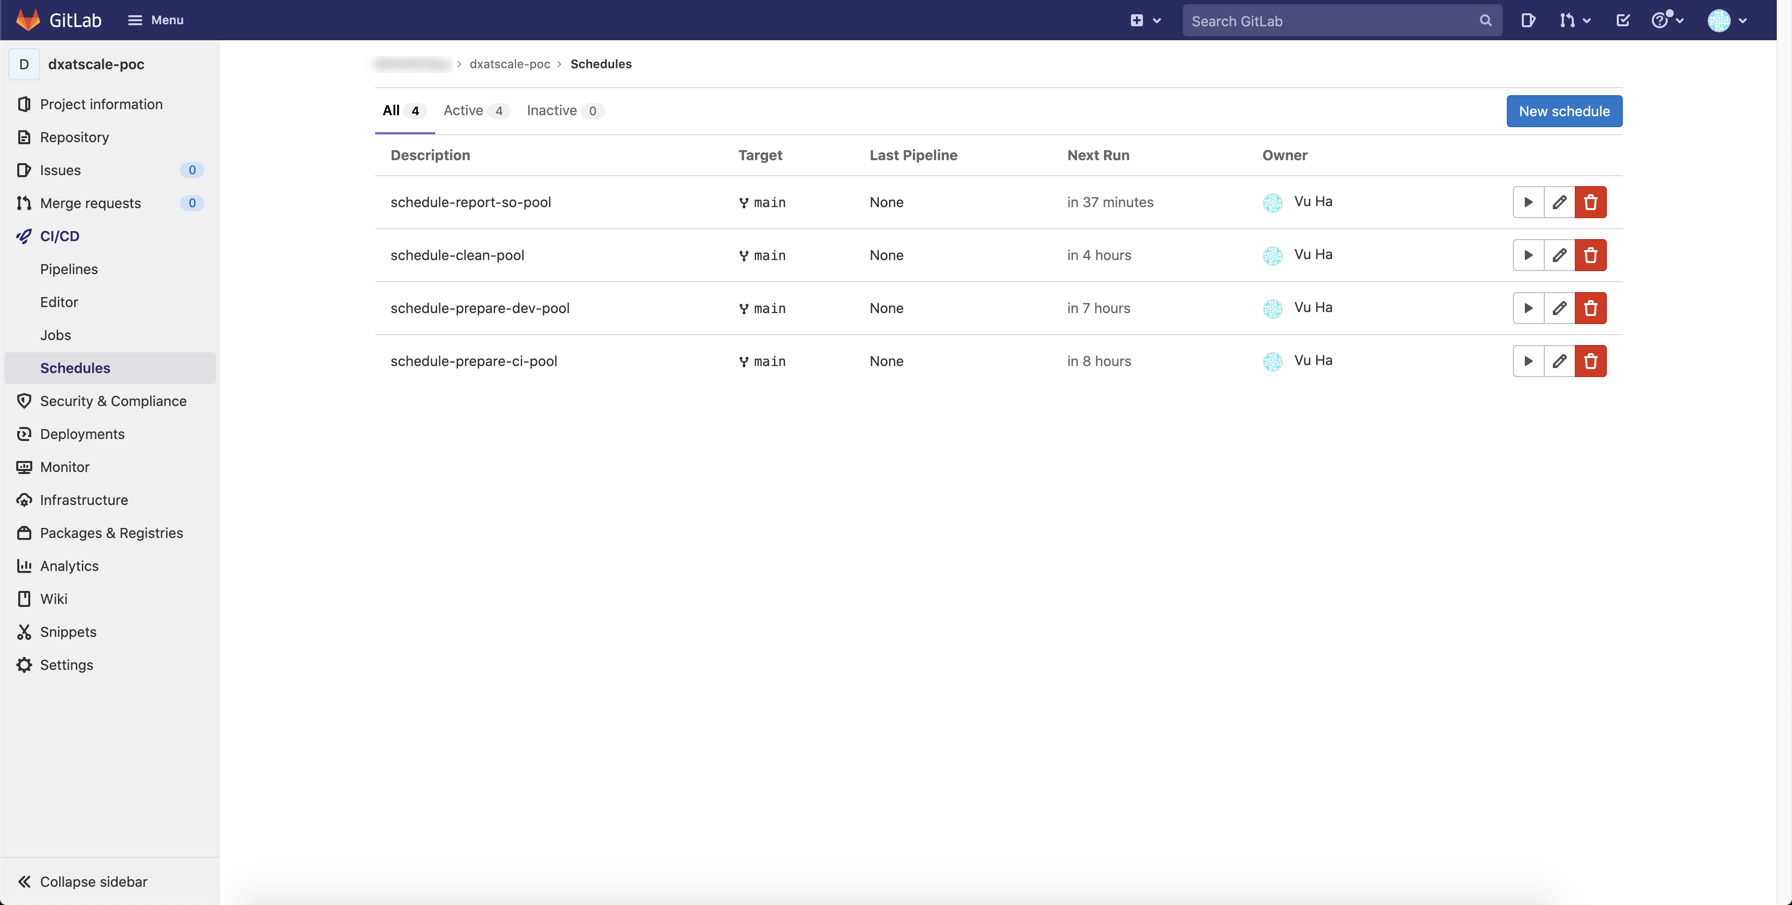 GitLab
Menu
Search GitLab
D dxatscale-poc
Project information
Repository
Issues 0
Merge requests 0
CI/CD
Pipelines
Editor
Jobs
Schedules
Security & Compliance
Deployments
Monitor
Infrastructure
Packages & Registries
Analytics
Wiki
Snippets
Settings
Collapse sidebar
› dxatscale-poc › Schedules
All 4 Active 4 Inactive 0
New schedule
Description Target Last Pipeline Next Run Owner
schedule-report-so-pool main None in 37 minutes Vu Ha
schedule-clean-pool main None in 4 hours Vu Ha
schedule-prepare-dev-pool main None in 7 hours Vu Ha
schedule-prepare-ci-pool main None in 8 hours Vu Ha